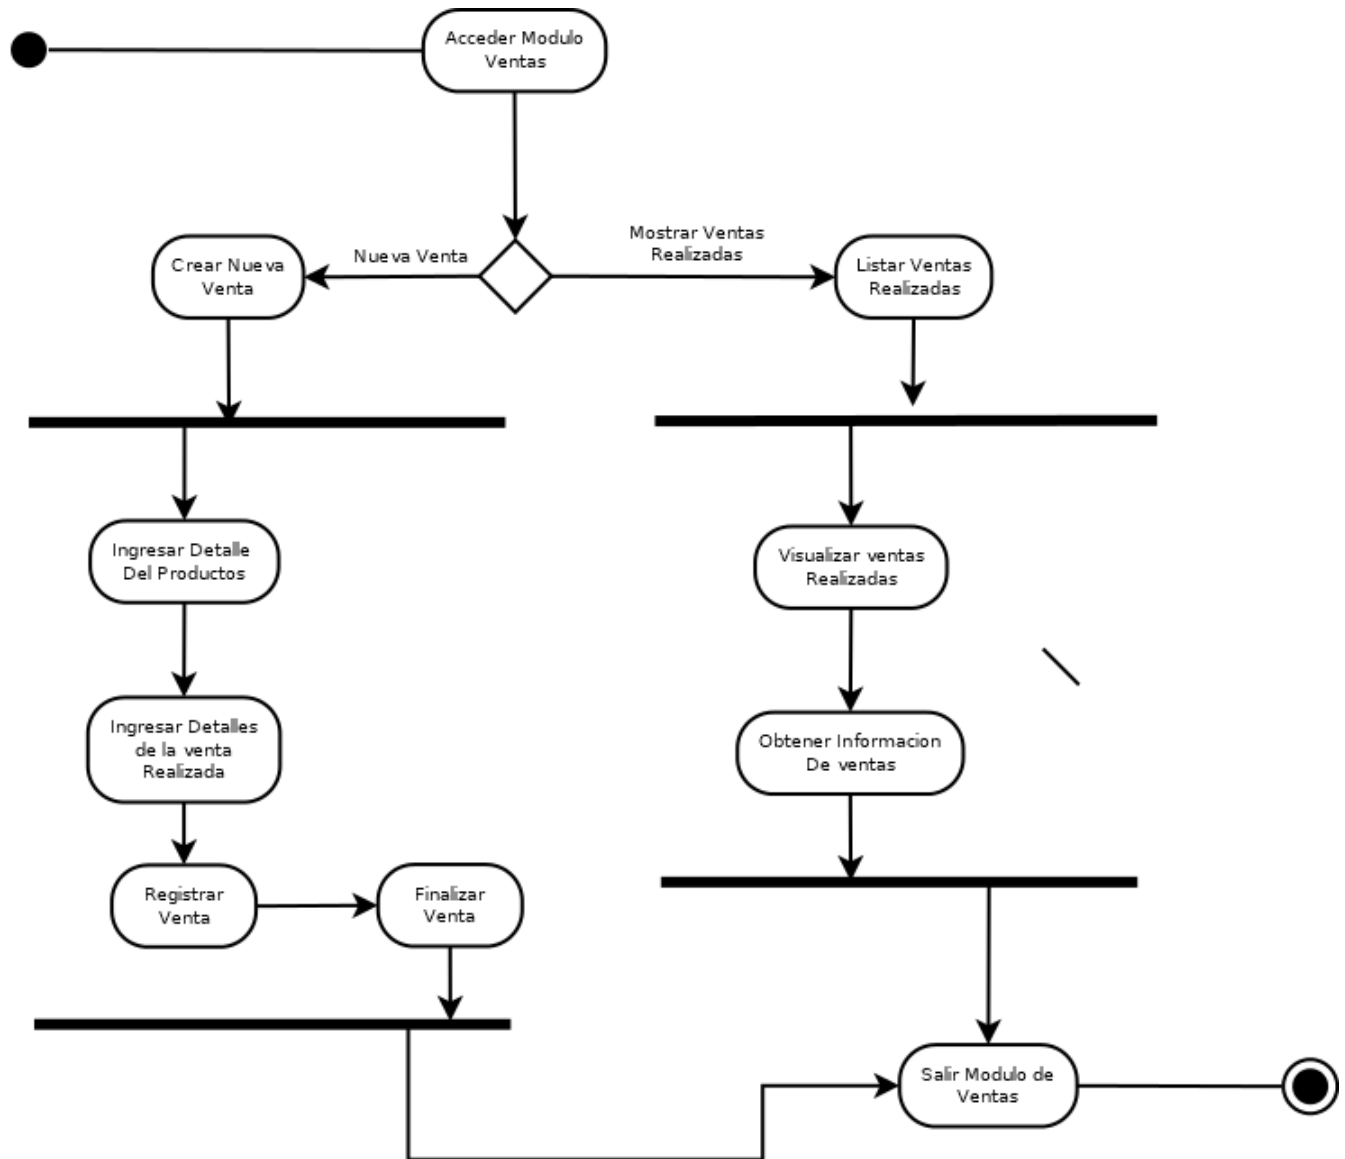 Acceder Modulo
Ventas
Mostrar Ventas
Realizadas
Nueva Venta
Crear Nueva
Venta
Listar Ventas
Realizadas
Ingresar Detalle
Del Productos
Visualizar ventas
Realizadas
Ingresar Detalles
de la venta
Realizada
Obtener Informacion
De ventas
Registrar
Venta
Finalizar
Venta
Salir Modulo de
Ventas